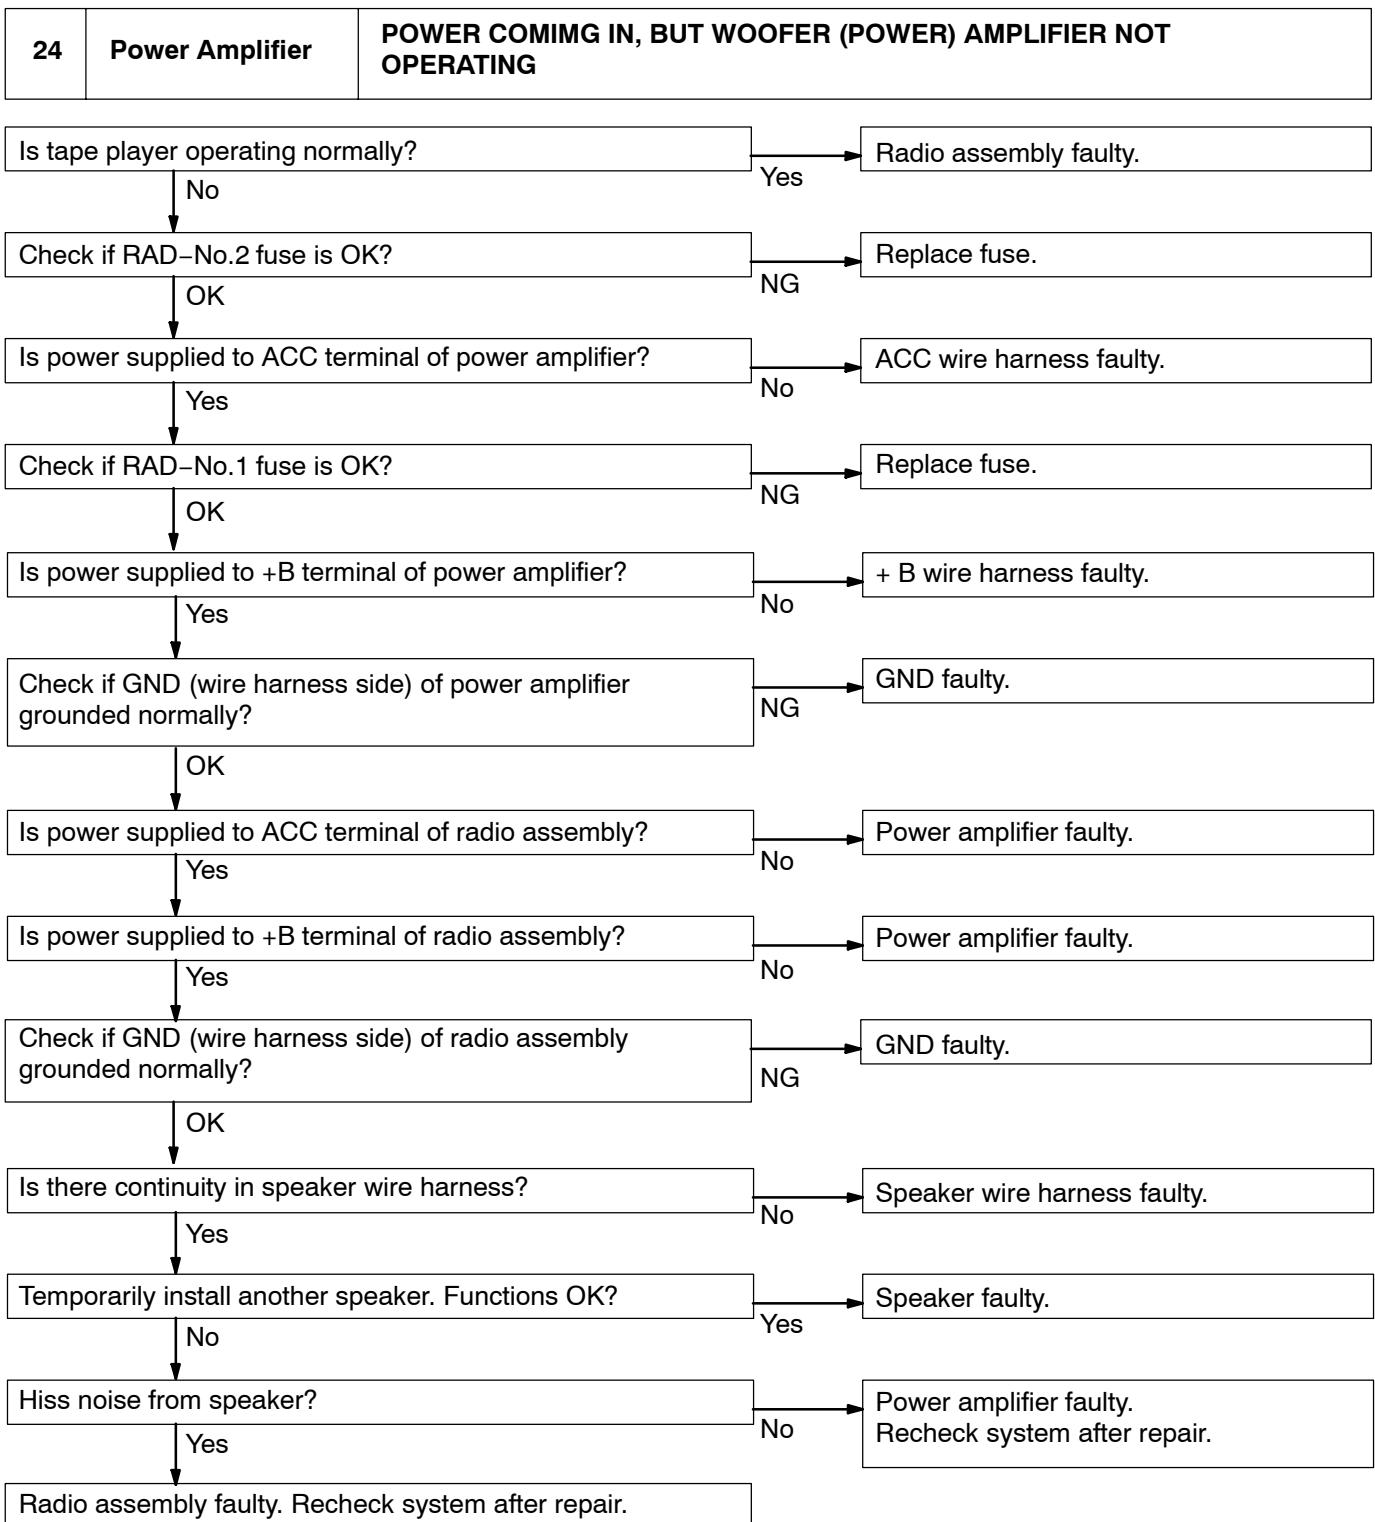 24
Power Amplifier
POWER COMIMG IN, BUT WOOFER (POWER) AMPLIFIER NOT
OPERATING
Is tape player operating normally?
Yes
Radio assembly faulty.
No
Check if RAD−No.2 fuse is OK?
NG
Replace fuse.
OK
Is power supplied to ACC terminal of power amplifier?
No
ACC wire harness faulty.
Yes
Check if RAD−No.1 fuse is OK?
NG
Replace fuse.
OK
Is power supplied to +B terminal of power amplifier?
No
+ B wire harness faulty.
Yes
Check if GND (wire harness side) of power amplifier
grounded normally?
NG
GND faulty.
OK
Is power supplied to ACC terminal of radio assembly?
No
Power amplifier faulty.
Yes
Is power supplied to +B terminal of radio assembly?
No
Power amplifier faulty.
Yes
Check if GND (wire harness side) of radio assembly
grounded normally?
NG
GND faulty.
OK
Is there continuity in speaker wire harness?
No
Speaker wire harness faulty.
Yes
Temporarily install another speaker. Functions OK?
Yes
Speaker faulty.
No
Hiss noise from speaker?
No
Power amplifier faulty.
Recheck system after repair.
Yes
Radio assembly faulty. Recheck system after repair.